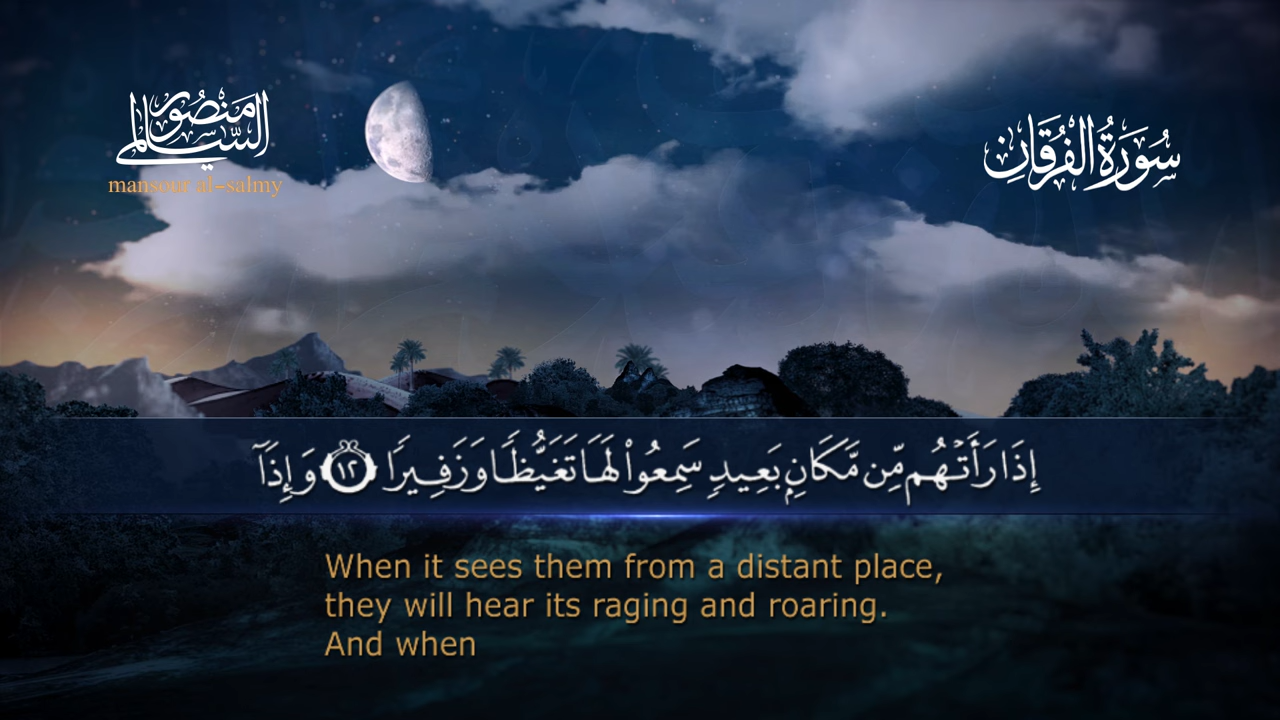 منصور
السالمي
mansour al-salmy
سُورَةُ الفُرْقَانِ
إِذَا رَأَتْهُم مِّن مَّكَانٍ بَعِيدٍ سَمِعُوا۟ لَهَا تَغَيُّظًا وَزَفِيرًا ١٢ وَإِذَآ
When it sees them from a distant place,
they will hear its raging and roaring.
And when